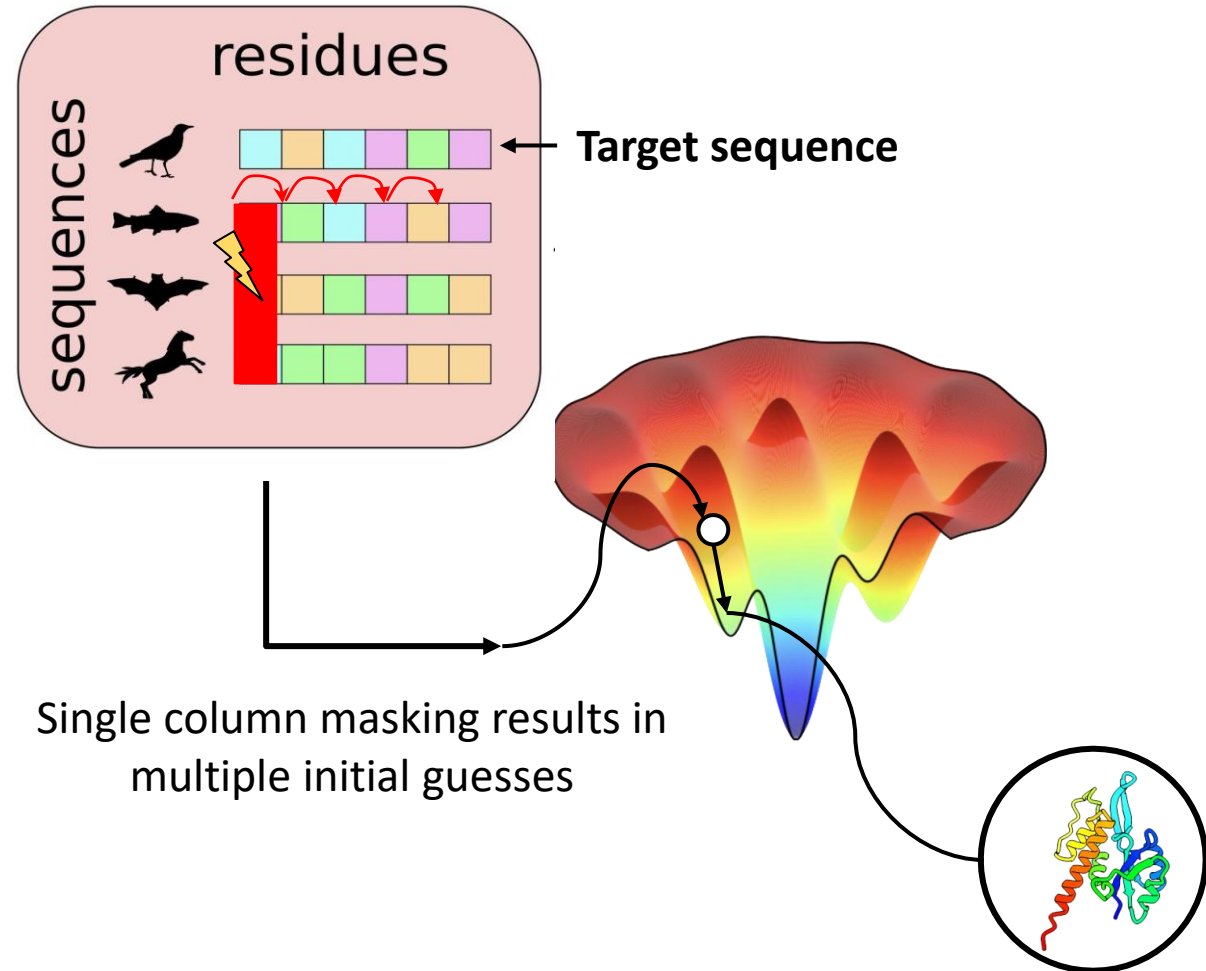 residues
sequences
Target sequence
Single column masking results in
multiple initial guesses